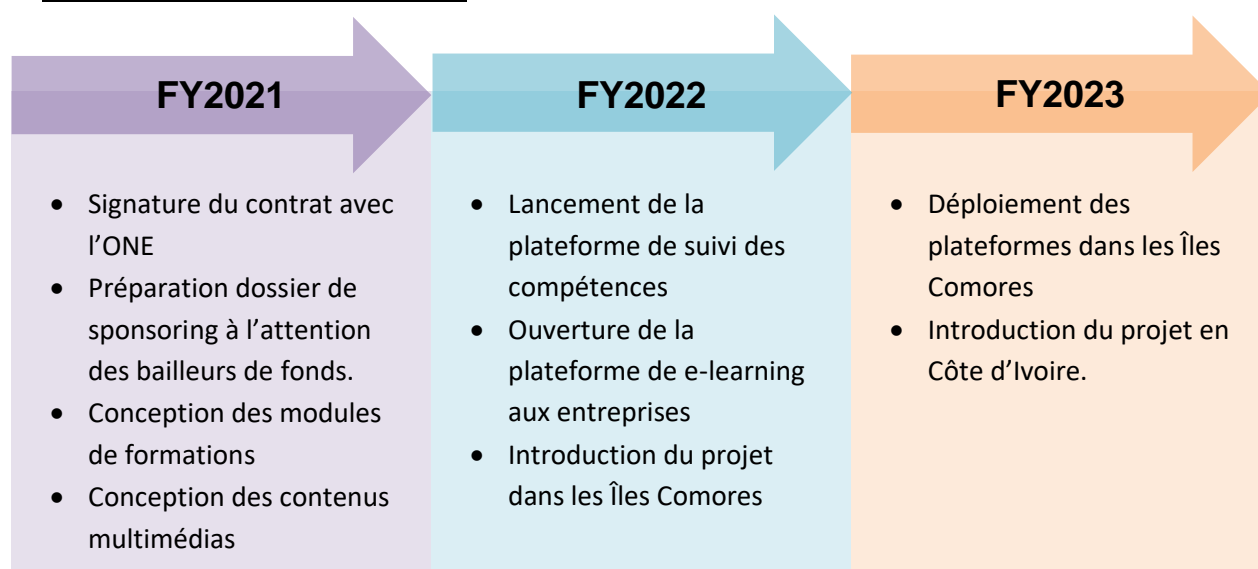 FY2021
• Signature du contrat avec
l’ONE
• Préparation dossier de
sponsoring à l’attention
des bailleurs de fonds.
• Conception des modules
de formations
• Conception des contenus
multimédias
FY2022
• Lancement de la
plateforme de suivi des
compétences
• Ouverture de la
plateforme de e-learning
aux entreprises
• Introduction du projet
dans les Îles Comores
FY2023
• Déploiement des
plateformes dans les Îles
Comores
• Introduction du projet en
Côte d’Ivoire.